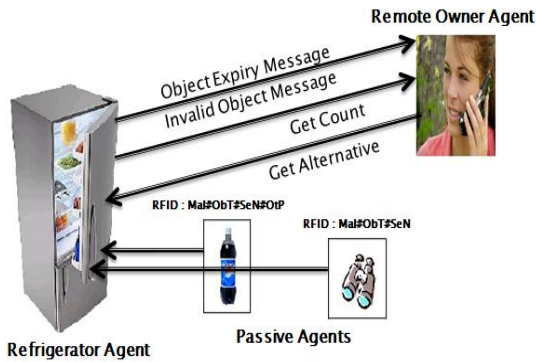 Remote Owner Agent
Object Expiry Message
Invalid Object Message
Get Count
Get Alternative
RFID : Mal#ObT#SeN#OtP
RFID : Mal#ObT#SeN
Passive Agents
Refrigerator Agent